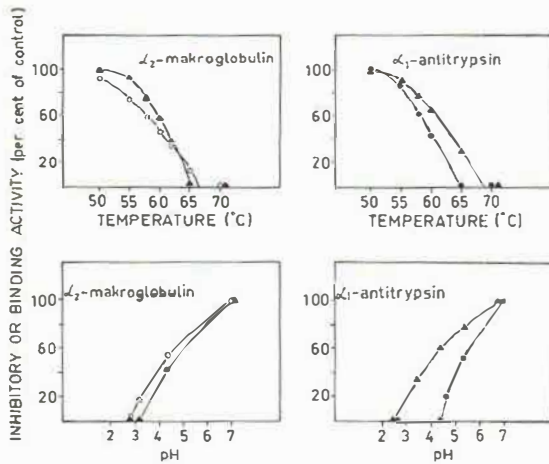 INHIBITORY OR BINDING ACTIVITY (per cent of control)
α₂-makroglobulin
100
60
20
50 55 60 65 70
TEMPERATURE (°C)
α₁-antitrypsin
100
60
20
50 55 60 65 70
TEMPERATURE (°C)
α₂-makroglobulin
100
60
20
2 3 4 5 6 7
pH
α₁-antitrypsin
100
60
20
2 3 4 5 6 7
pH